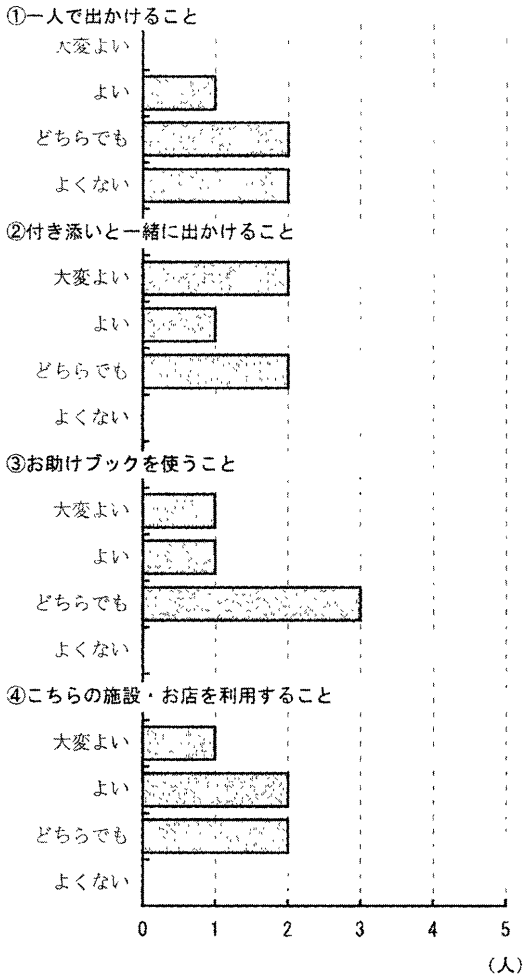 ①一人で出かけること
大変よい
よい
どちらでも
よくない
②付き添いと一緒に出かけること
大変よい
よい
どちらでも
よくない
③お助けブックを使うこと
大変よい
よい
どちらでも
よくない
④こちらの施設・お店を利用すること
大変よい
よい
どちらでも
よくない
0 1 2 3 4 5
(人)